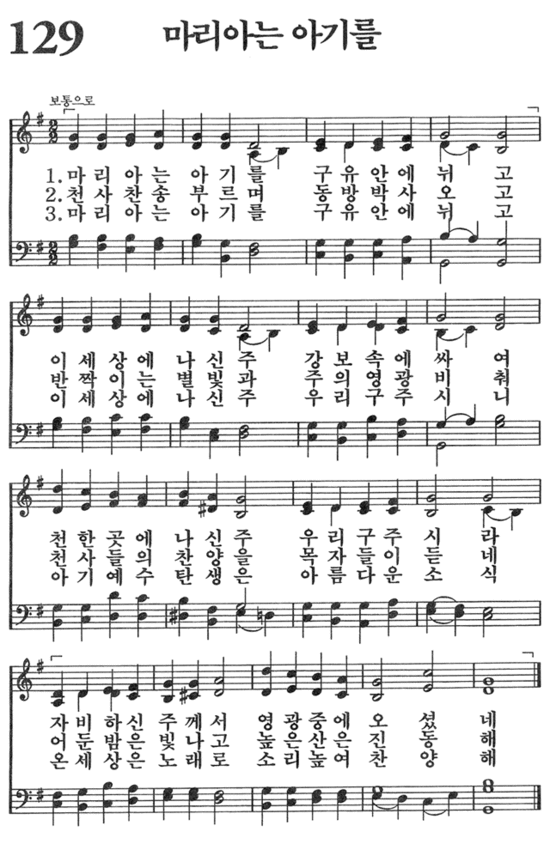 129 마리아는 아기를
보통으로
1.마리아는 아기를 구유안에 뉘고
2.천사찬송 부르며 동방박사 오고
3.마리아는 아기를 구유안에 뉘고
이세상에 나신주 강보속에 싸여
반짝이는 별빛과 주의영광 비춰
이세상에 나신주 우리구주 시니
천한곳에 나신주 우리구주 시라
천사들의 찬양을 목자들이 듣네
아기예수 탄생은 아름다운 소식
자비하신 주께서 영광중에 오셨네
어둔밤은 빛나고 높은산은 진동해
온세상은 노래로 소리높여 찬양해